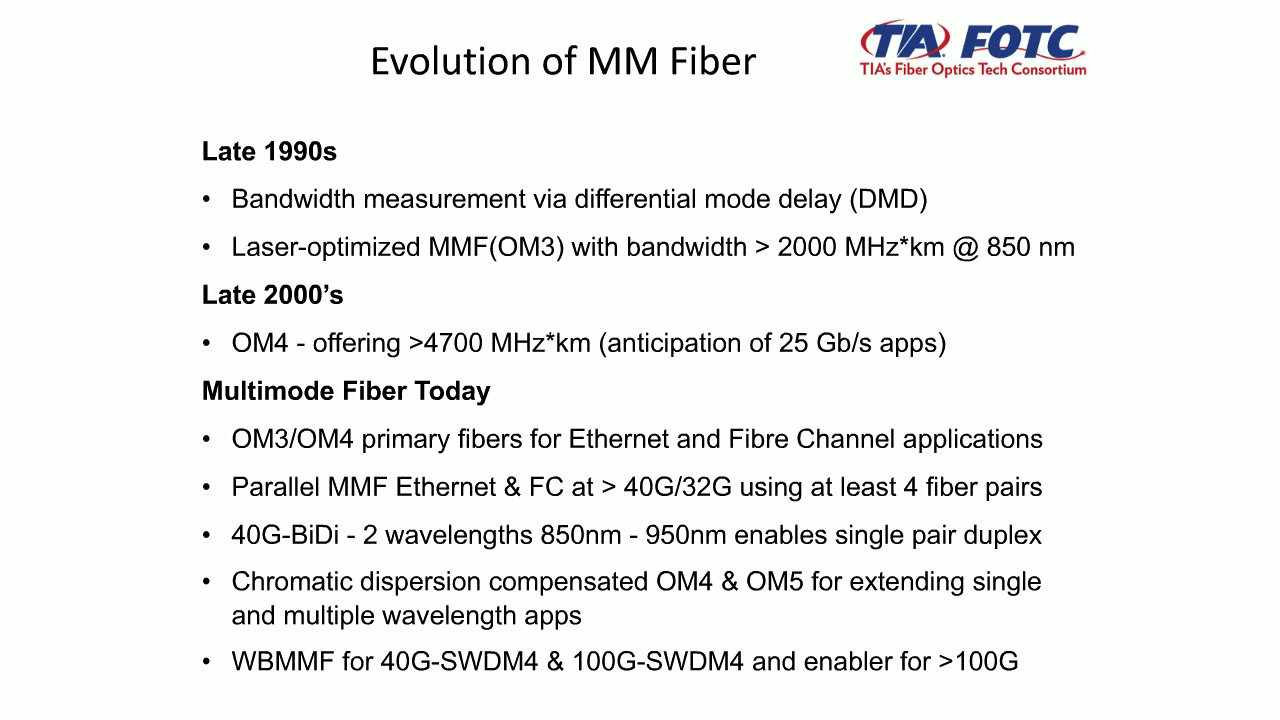 Evolution of MM Fiber
TIA FOTC
TIA's Fiber Optics Tech Consortium
Late 1990s
• Bandwidth measurement via differential mode delay (DMD)
• Laser-optimized MMF(OM3) with bandwidth > 2000 MHz*km @ 850 nm
Late 2000’s
• OM4 - offering >4700 MHz*km (anticipation of 25 Gb/s apps)
Multimode Fiber Today
• OM3/OM4 primary fibers for Ethernet and Fibre Channel applications
• Parallel MMF Ethernet & FC at > 40G/32G using at least 4 fiber pairs
• 40G-BiDi - 2 wavelengths 850nm - 950nm enables single pair duplex
• Chromatic dispersion compensated OM4 & OM5 for extending single
and multiple wavelength apps
• WBMMF for 40G-SWDM4 & 100G-SWDM4 and enabler for >100G